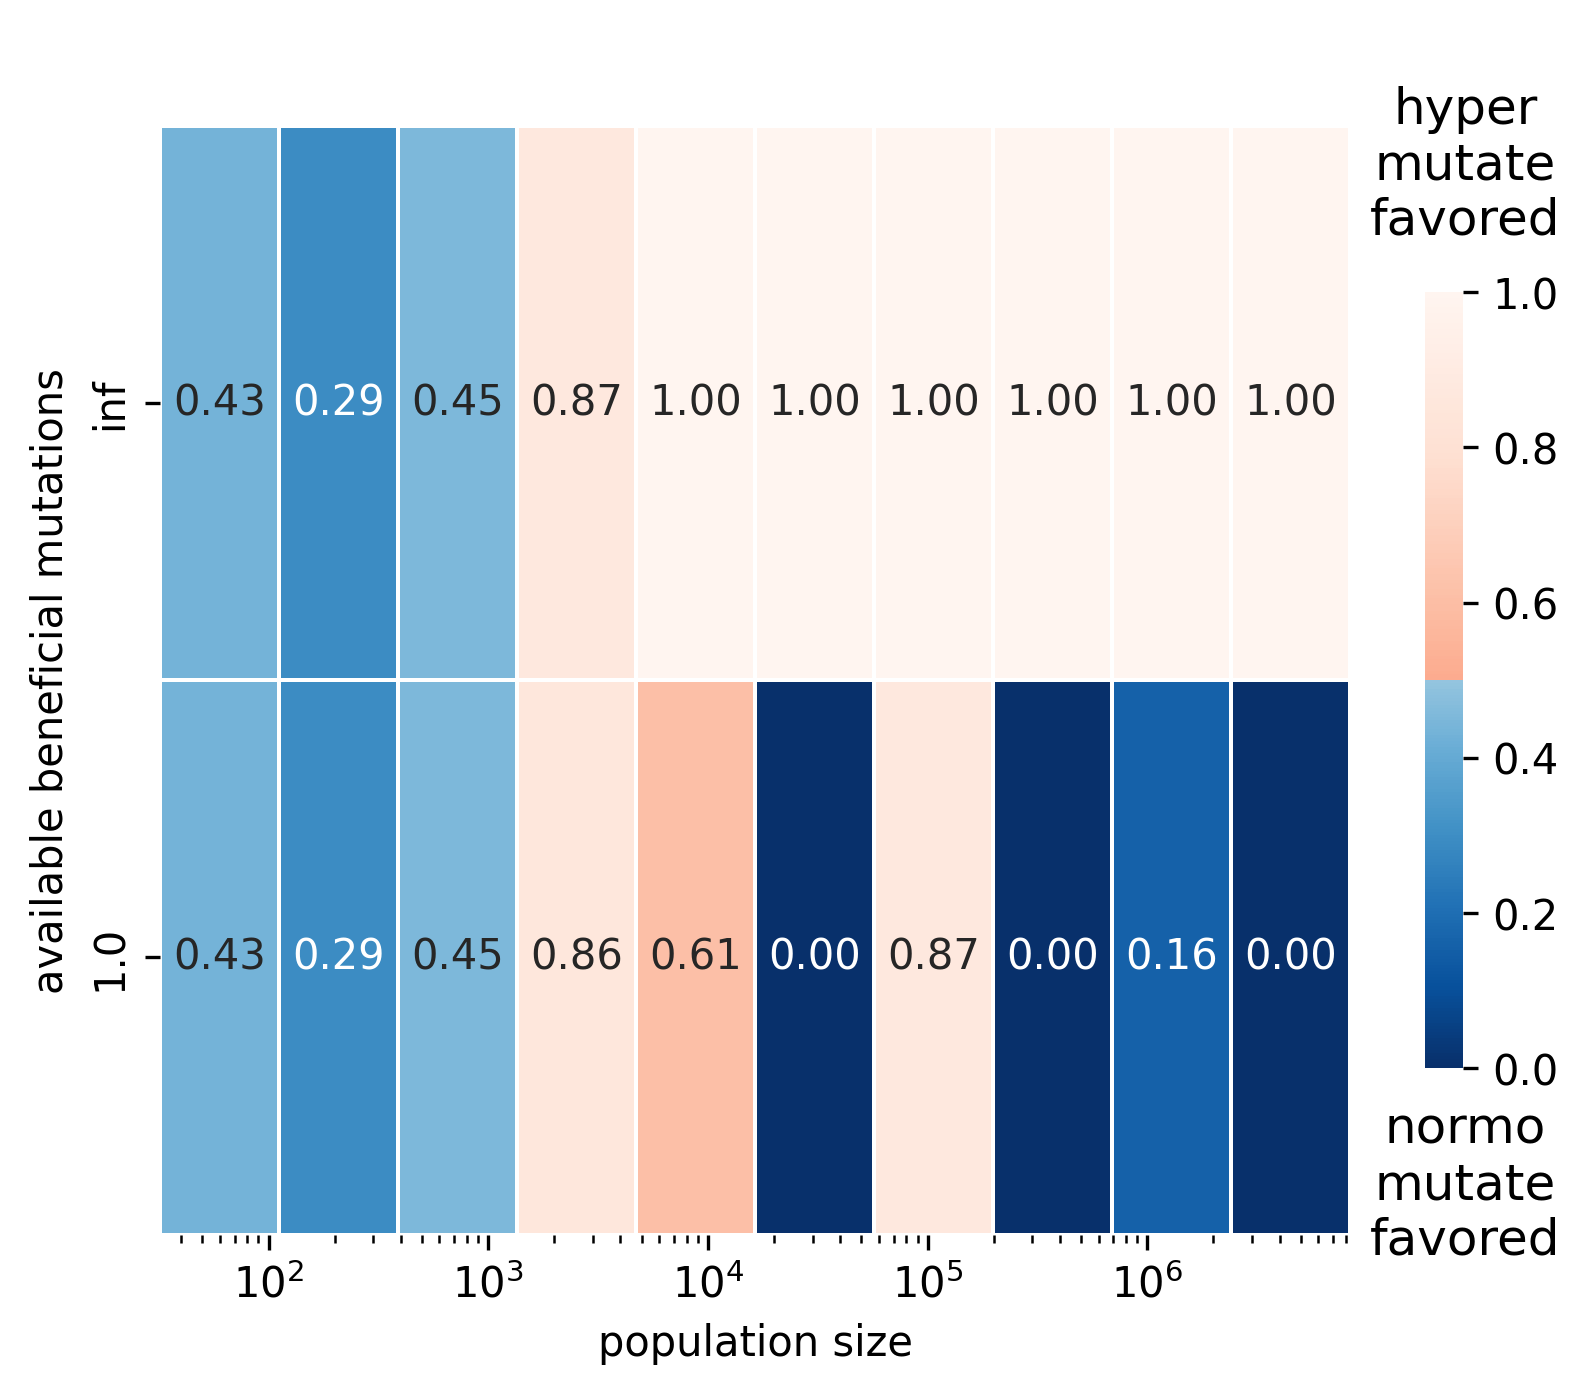 hyper
mutate
favored
available beneficial mutations
inf
0.43 0.29 0.45 0.87 1.00 1.00 1.00 1.00 1.00 1.00
1.0
0.43 0.29 0.45 0.86 0.61 0.00 0.87 0.00 0.16 0.00
1.0
0.8
0.6
0.4
0.2
0.0
normo
mutate
favored
10² 10³ 10⁴ 10⁵ 10⁶
population size